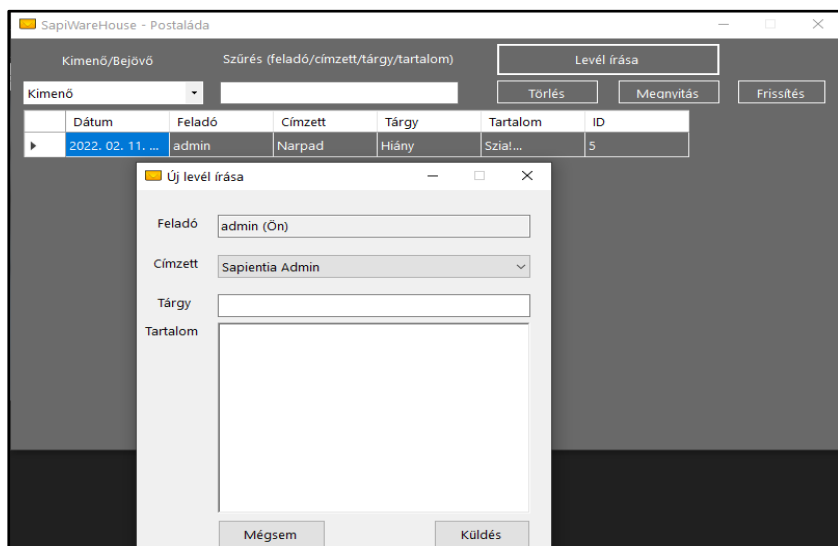 SapiWareHouse - Postaláda
Kimenő/Bejövő Szűrés (feladó/címzett/tárgy/tartalom) Levél írása
Kimenő Törlés Megnyitás Frissítés
Dátum Feladó Címzett Tárgy Tartalom ID
2022. 02. 11. ... admin Narpad Hiány Szia!... 5
Új levél írása
Feladó admin (Ön)
Címzett Sapientia Admin
Tárgy
Tartalom
Mégsem Küldés